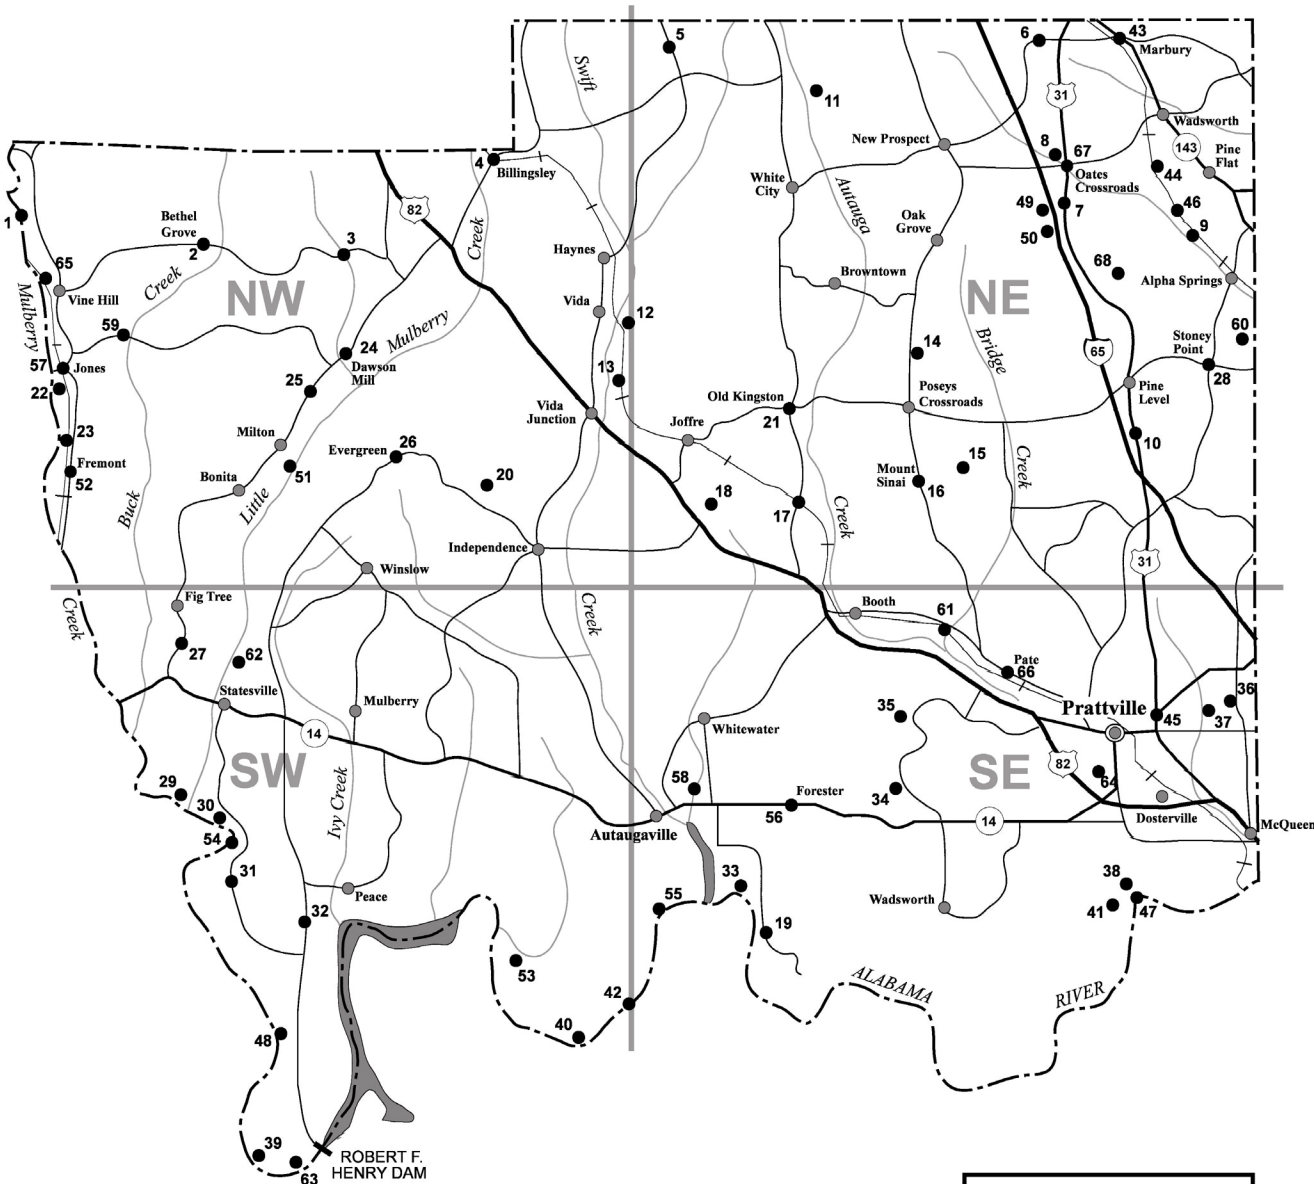 5
6
43
Marbury
Swift
31
11
Wadsworth
New Prospect
8
67
143
Pine
Flat
4
Billingsley
Oates
Crossroads
44
White
City
Autauga
1
Bethel
Grove
2
82
3
Creek
Oak
Grove
49
7
46
50
9
Haynes
65
Creek
Browntown
68
Alpha Springs
Vine Hill
NW
NE
Mulberry
Vida
12
59
Mulberry
Bridge
Stoney
Point
60
14
65
24
57
Jones
Dawson
Mill
13
28
22
25
Old Kingston
21
Poseys
Crossroads
Pine
Level
Vida
Junction
Joffre
23
Milton
Evergreen
26
10
Fremont
52
51
20
Mount
Sinai
16
15
Creek
Bonita
Little
Buck
18
17
Creek
Independence
31
Winslow
Creek
Fig Tree
Creek
Booth
61
27
62
Pate
66
Statesville
Mulberry
35
Prattville
36
45
37
14
Whitewater
SW
SE
82
29
58
64
30
Ivy Creek
34
Forester
56
14
Dosterville
54
Autaugaville
McQueen
31
33
38
Peace
55
Wadsworth
41
47
32
19
53
ALABAMA
RIVER
42
48
40
39
63
ROBERT F.
HENRY DAM